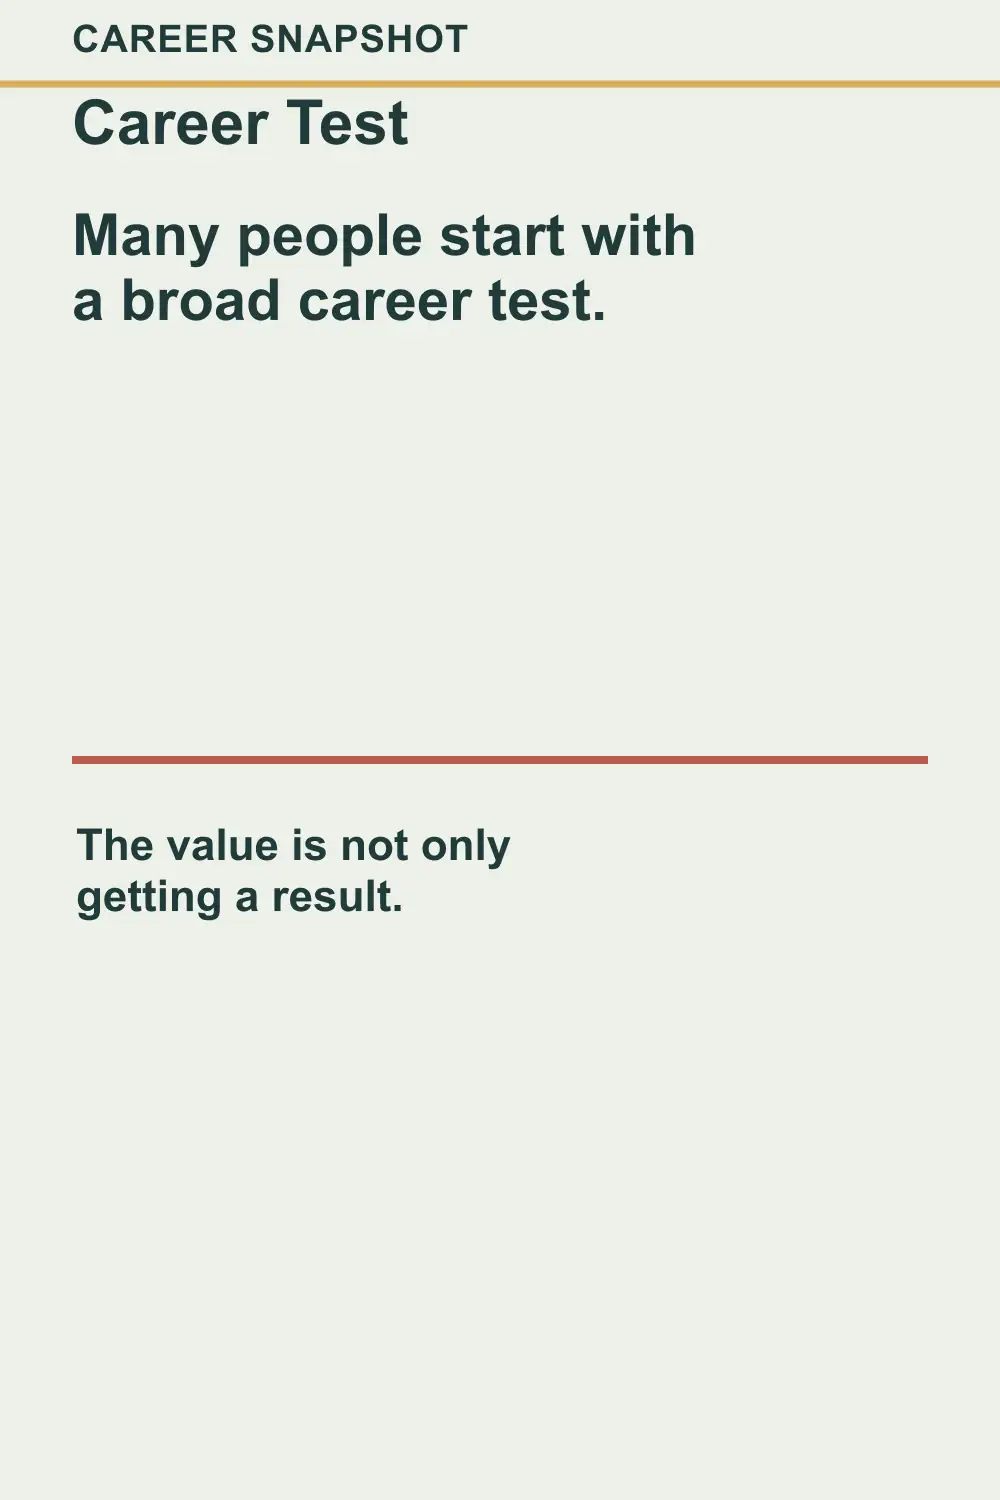 CAREER SNAPSHOT
Career Test
Many people start with
a broad career test.
The value is not only
getting a result.